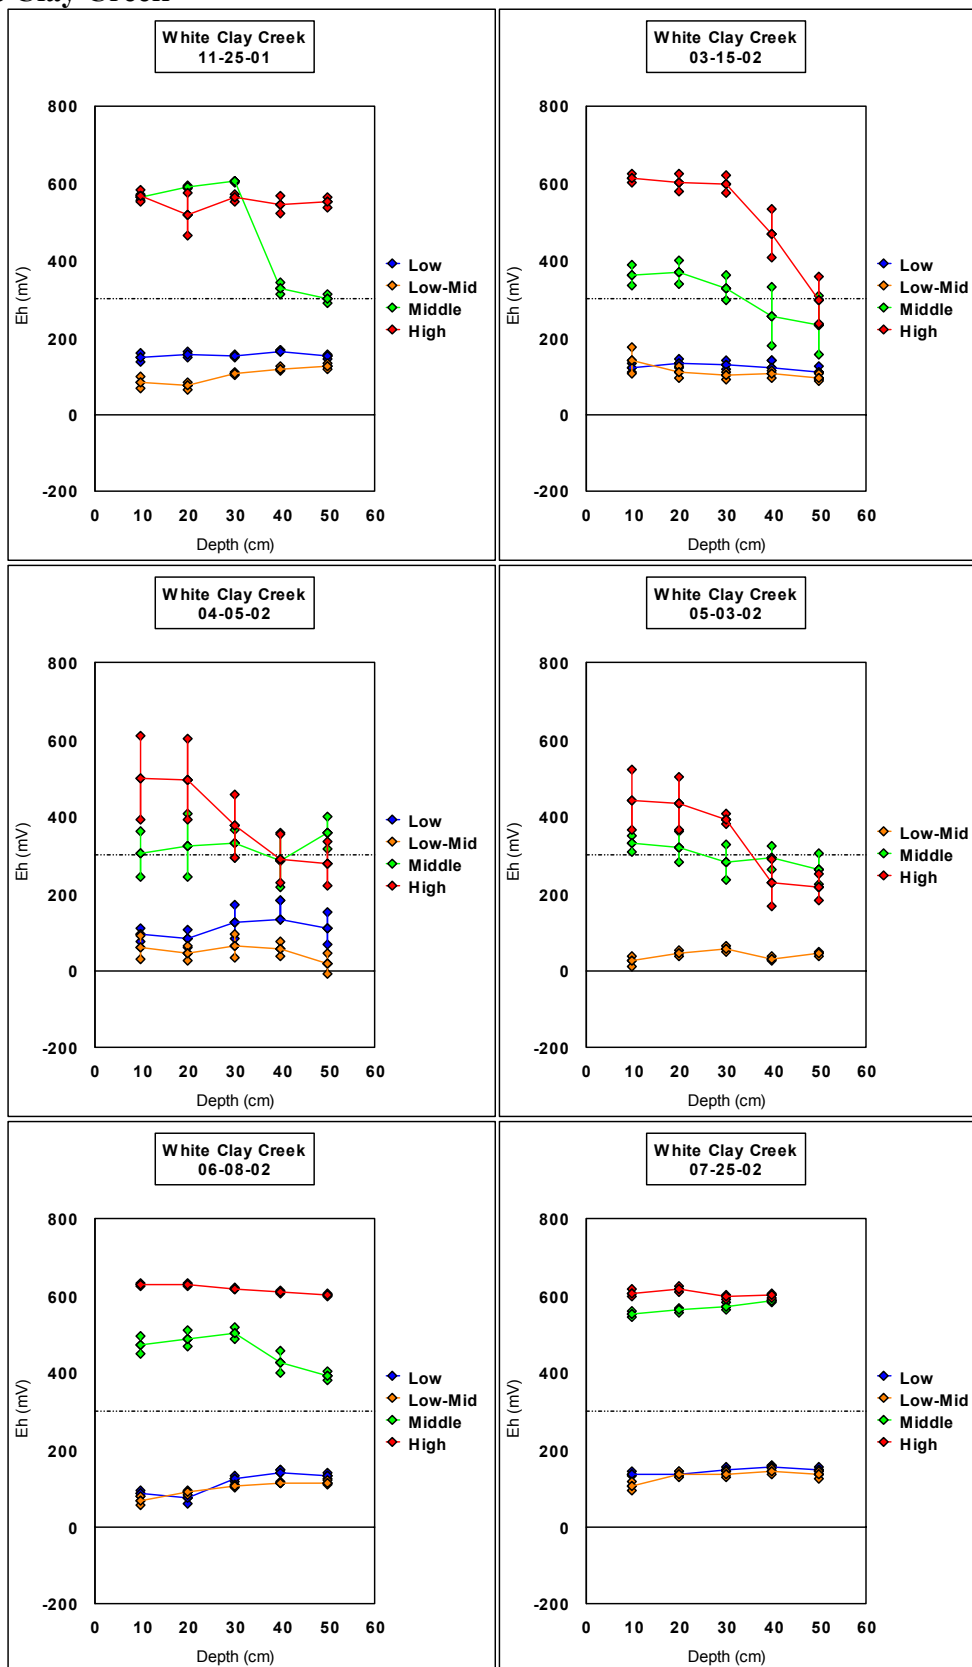 Clay Creek
White Clay Creek
11-25-01
800
600
400
200
0
-200
Eh (mV)
0 10 20 30 40 50 60
Depth (cm)
Low
Low-Mid
Middle
High
White Clay Creek
03-15-02
800
600
400
200
0
-200
Eh (mV)
0 10 20 30 40 50 60
Depth (cm)
Low
Low-Mid
Middle
High
White Clay Creek
04-05-02
800
600
400
200
0
-200
Eh (mV)
0 10 20 30 40 50 60
Depth (cm)
Low
Low-Mid
Middle
High
White Clay Creek
05-03-02
800
600
400
200
0
-200
Eh (mV)
0 10 20 30 40 50 60
Depth (cm)
Low-Mid
Middle
High
White Clay Creek
06-08-02
800
600
400
200
0
-200
Eh (mV)
0 10 20 30 40 50 60
Depth (cm)
Low
Low-Mid
Middle
High
White Clay Creek
07-25-02
800
600
400
200
0
-200
Eh (mV)
0 10 20 30 40 50 60
Depth (cm)
Low
Low-Mid
Middle
High